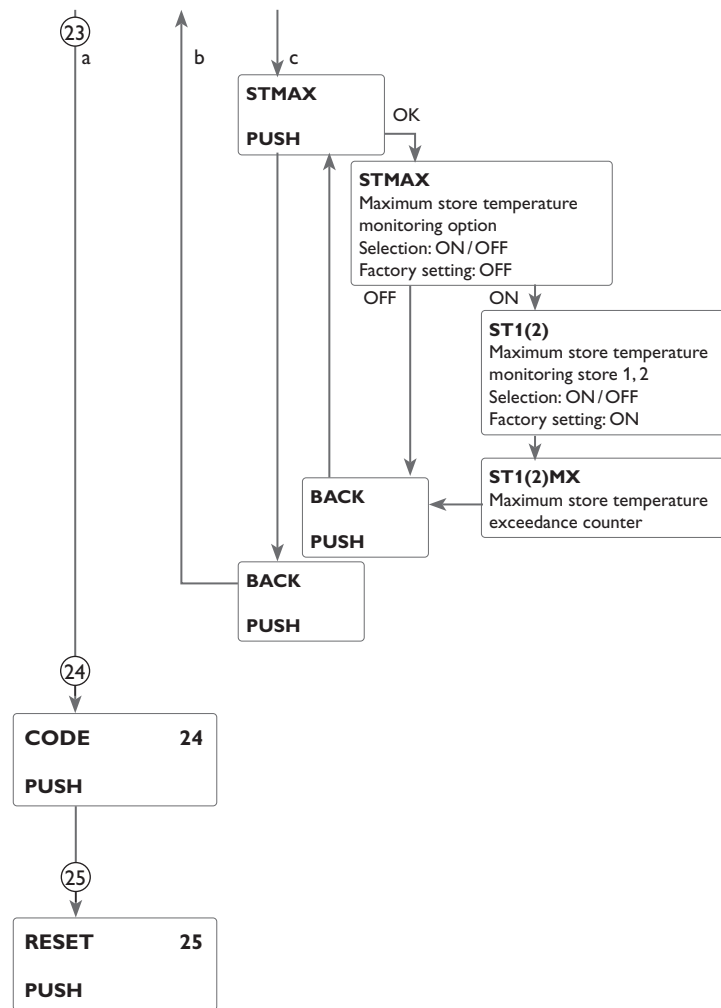 23
a
b
c
STMAX
PUSH
OK
STMAX
Maximum store temperature
monitoring option
Selection: ON / OFF
Factory setting: OFF
OFF
ON
ST1(2)
Maximum store temperature
monitoring store 1, 2
Selection: ON / OFF
Factory setting: ON
ST1(2)MX
Maximum store temperature
exceedance counter
BACK
PUSH
BACK
PUSH
24
CODE 24
PUSH
25
RESET 25
PUSH